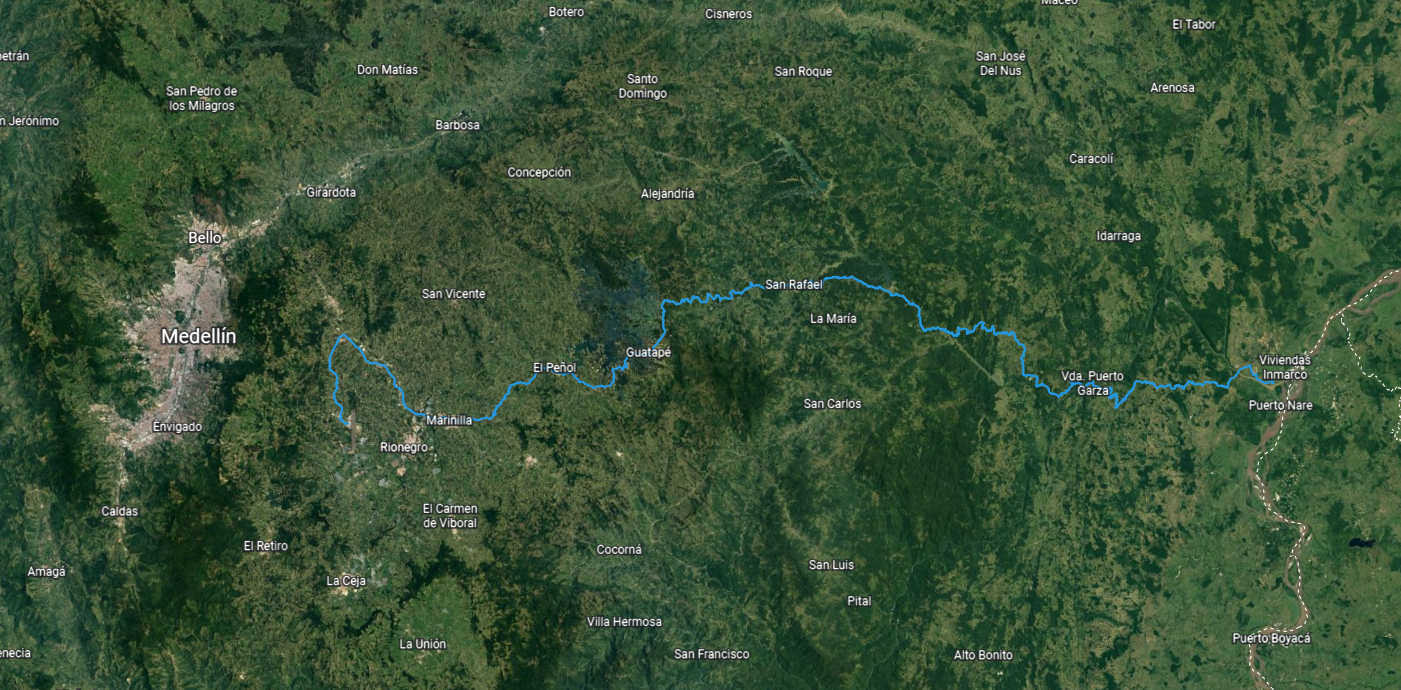 Botero
Cisneros
Maceo
El Tabor
San José
Del Nus
etrán
Don Matías
San Roque
Santo
Domingo
San Pedro de
los Milagros
Arenosa
n Jerónimo
Barbosa
Caracolí
Concepción
Girardota
Alejandría
Bello
Idarraga
San Rafael
San Vicente
La María
Medellín
Guatapé
Viviendas
Inmarco
El Peñol
Vda. Puerto
Garza
San Carlos
Puerto Nare
Marinilla
Envigado
Rionegro
Caldas
El Carmen
de Viboral
El Retiro
Cocorná
San Luis
Amagá
La Ceja
Pital
Villa Hermosa
Puerto Boyacá
La Unión
necia
San Francisco
Alto Bonito